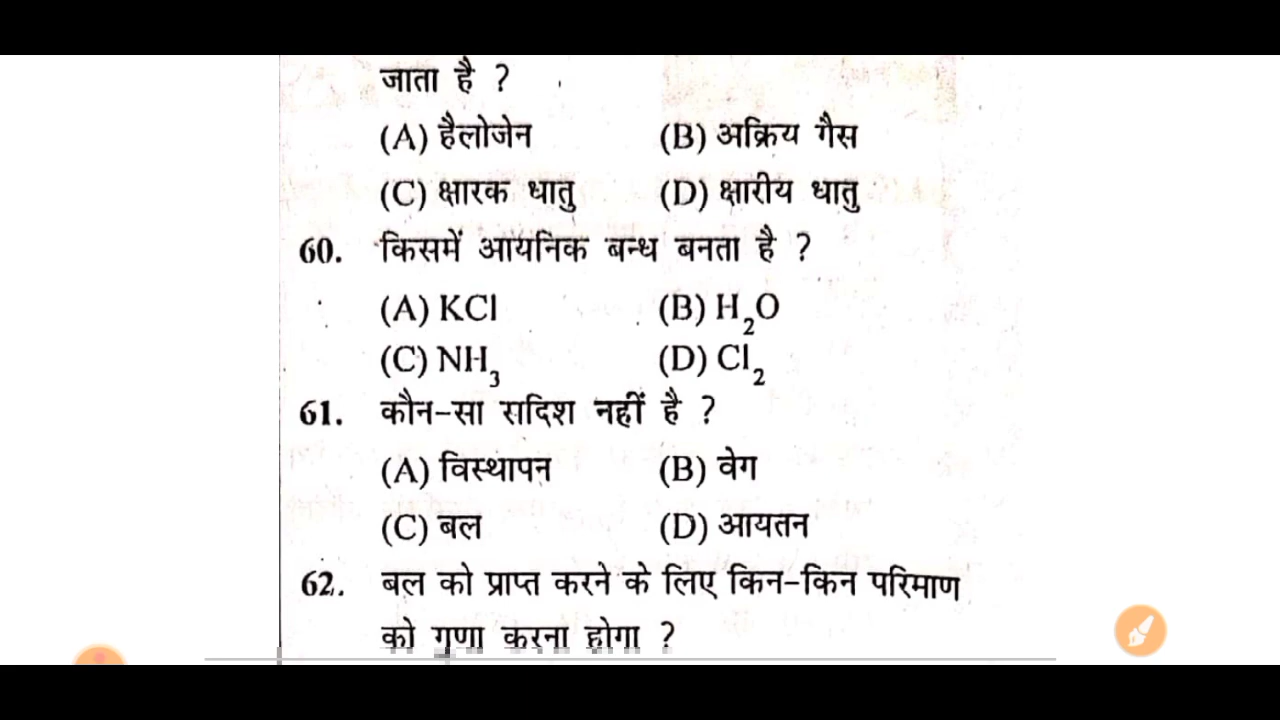 जाता है ?
(A) हैलोजेन (B) अक्रिय गैस
(C) क्षारक धातु (D) क्षारीय धातु
60. किसमें आयनिक बन्ध बनता है ?
(A) KCl (B) H₂O
(C) NH₃ (D) Cl₂
61. कौन-सा सदिश नहीं है ?
(A) विस्थापन (B) वेग
(C) बल (D) आयतन
62. बल को प्राप्त करने के लिए किन-किन परिमाण
को गुणा करना होगा ?